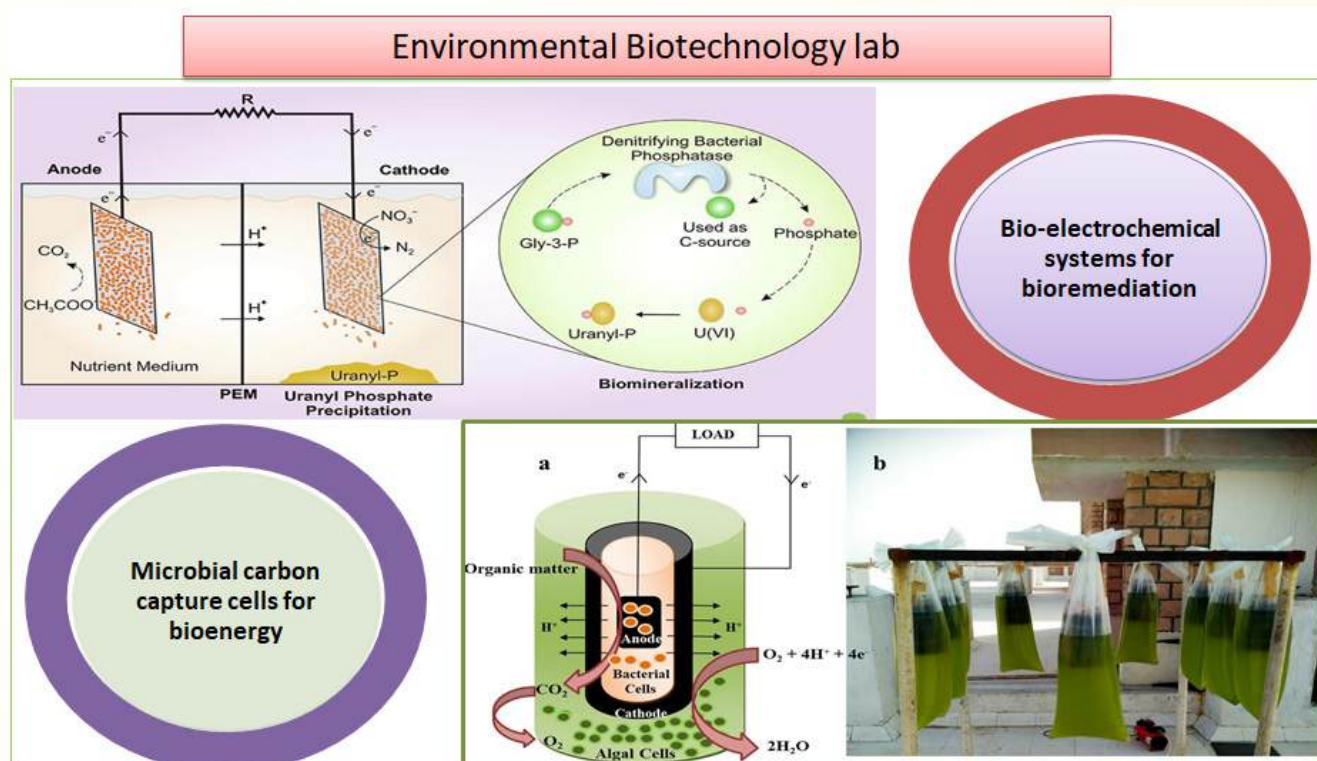 Environmental Biotechnology lab
R
e⁻
e⁻
Anode
Cathode
e⁻
e⁻
NO₃⁻
e⁻
N₂
H⁺
CO₂
CH₃COO⁻
H⁺
Nutrient Medium
Uranyl-P
PEM
Uranyl Phosphate
Precipitation
Denitrifying Bacterial
Phosphatase
Gly-3-P
Used as
C-source
Phosphate
Uranyl-P
U(VI)
Biomineralization
Bio-electrochemical
systems for
bioremediation
Microbial carbon
capture cells for
bioenergy
a
LOAD
e⁻
e⁻
Organic matter
H⁺
Anode
H⁺
Bacterial
Cells
O₂ + 4H⁺ + 4e⁻
CO₂
Cathode
O₂
Algal Cells
2H₂O
b